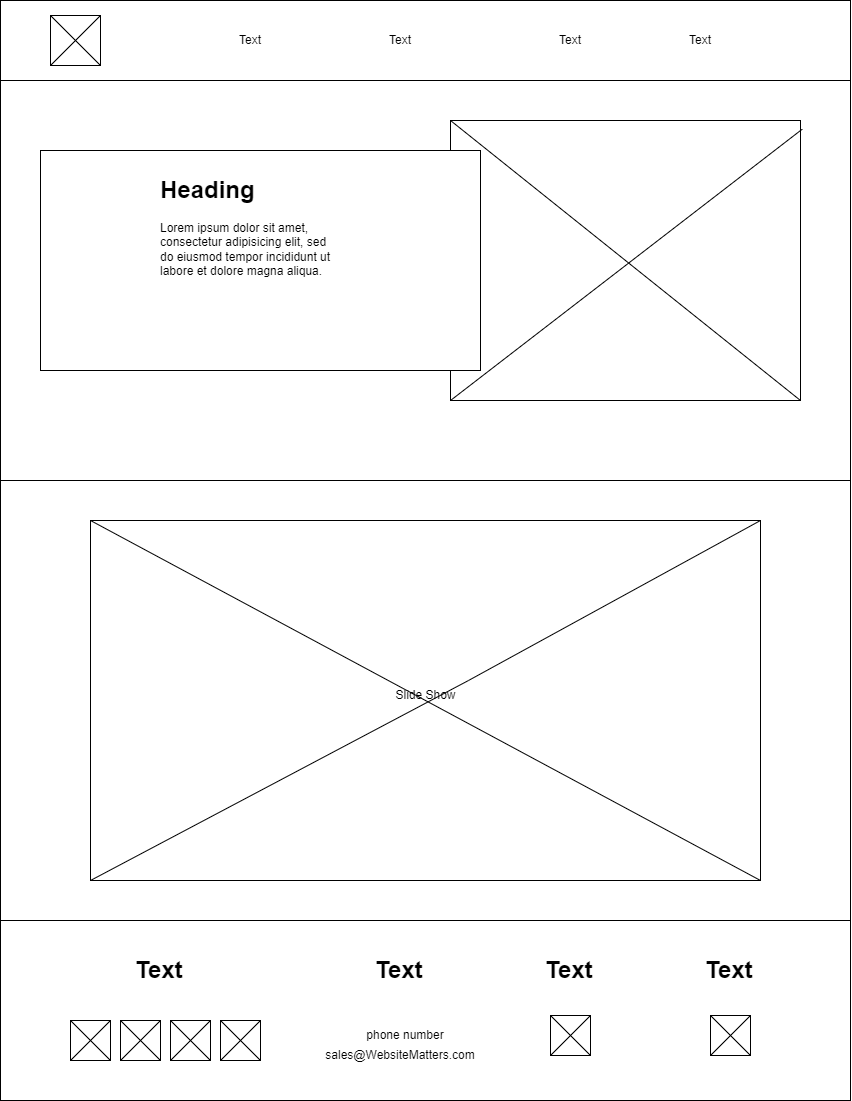 Text
Text
Text
Text
Heading
Lorem ipsum dolor sit amet,
consectetur adipisicing elit, sed
do eiusmod tempor incididunt ut
labore et dolore magna aliqua.
Slide Show
Text
Text
Text
Text
phone number
sales@WebsiteMatters.com